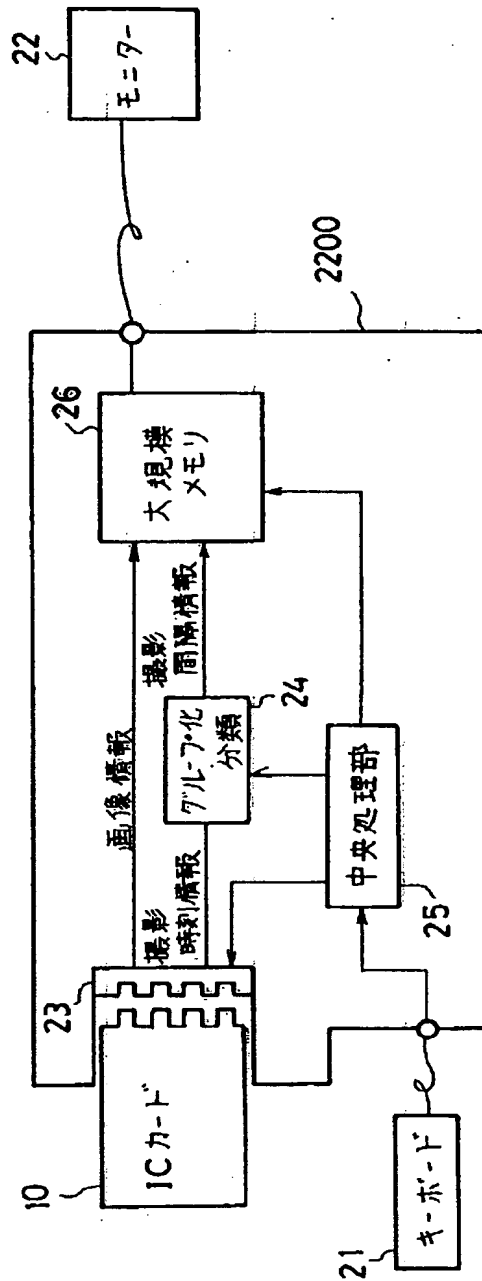 10
ICカード
23
画像情報
撮影
時刻情報
グループ化
分類
24
撮影
間隔情報
26
大規模
メモリ
22
モニター
2200
21
キーボード
中央処理部
25